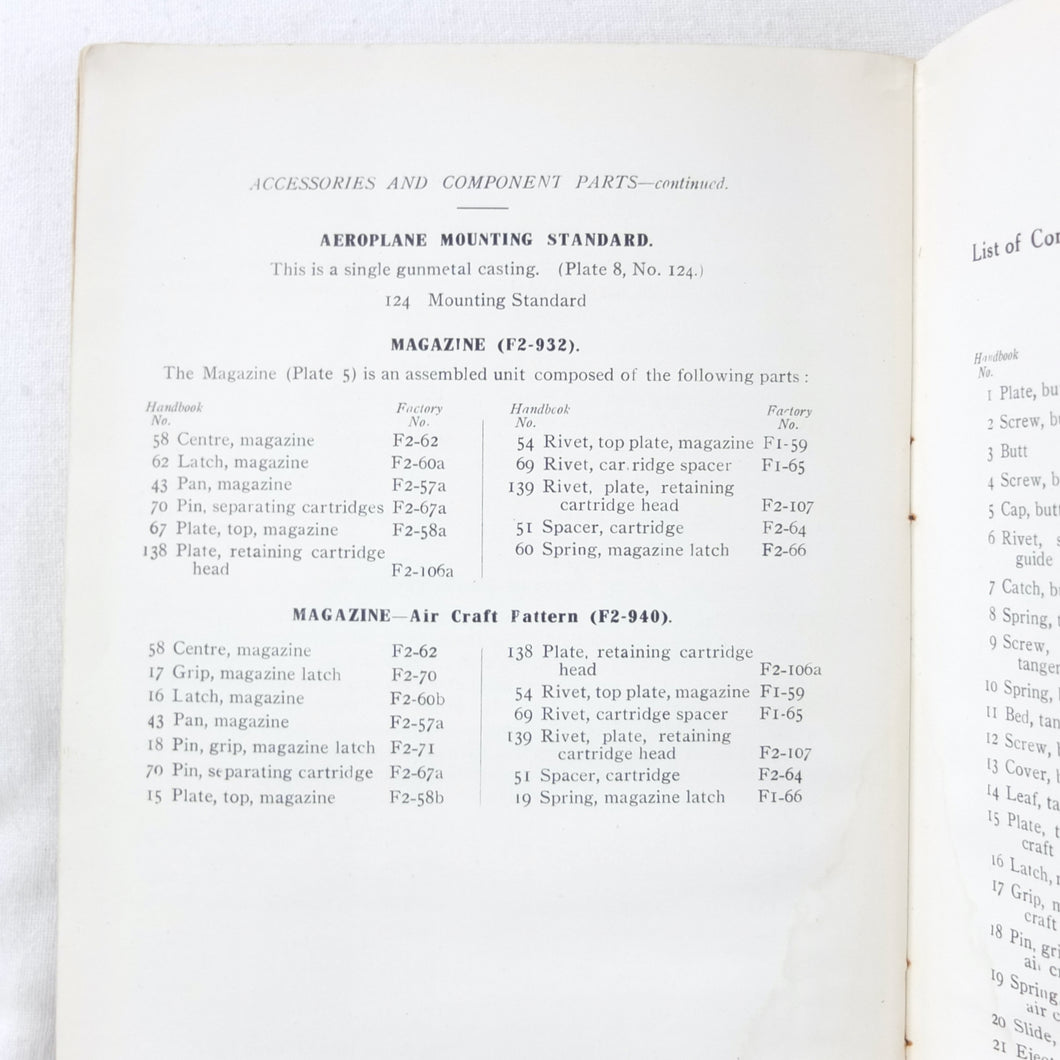 ACCESSORIES AND COMPONENT PARTS—continued.
AEROPLANE MOUNTING STANDARD.
This is a single gunmetal casting. (Plate 8, No. 124.)
124 Mounting Standard
MAGAZINE (F2-932).
The Magazine (Plate 5) is an assembled unit composed of the following parts :
Handbook No. Factory No.
58 Centre, magazine F2-62
62 Latch, magazine F2-60a
43 Pan, magazine F2-57a
70 Pin, separating cartridges F2-67a
67 Plate, top, magazine F2-58a
138 Plate, retaining cartridge
head F2-106a
Handbook No. Factory No.
54 Rivet, top plate, magazine F1-59
69 Rivet, car.ridge spacer F1-65
139 Rivet, plate, retaining
cartridge head F2-107
51 Spacer, cartridge F2-64
60 Spring, magazine latch F2-66
MAGAZINE—Air Craft Pattern (F2-940).
58 Centre, magazine F2-62
17 Grip, magazine latch F2-70
16 Latch, magazine F2-60b
43 Pan, magazine F2-57a
18 Pin, grip, magazine latch F2-71
70 Pin, separating cartridge F2-67a
15 Plate, top, magazine F2-58b
138 Plate, retaining cartridge
head F2-106a
54 Rivet, top plate, magazine F1-59
69 Rivet, cartridge spacer F1-65
139 Rivet, plate, retaining
cartridge head F2-107
51 Spacer, cartridge F2-64
19 Spring, magazine latch F1-66
List of
Handbook
No.
1 Plate,
2 Screw,
3 Butt
4 Screw,
5 Cap,
6 Rivet,
guide
7 Catch,
8 Spring,
9 Screw,
10 Spring,
11 Bed,
12 Screw,
13 Cover,
14 Leaf,
15 Plate,
craft
16 Latch,
17 Grip,
craft
18 Pin,
19 Spring,
air
20 Slide,
21